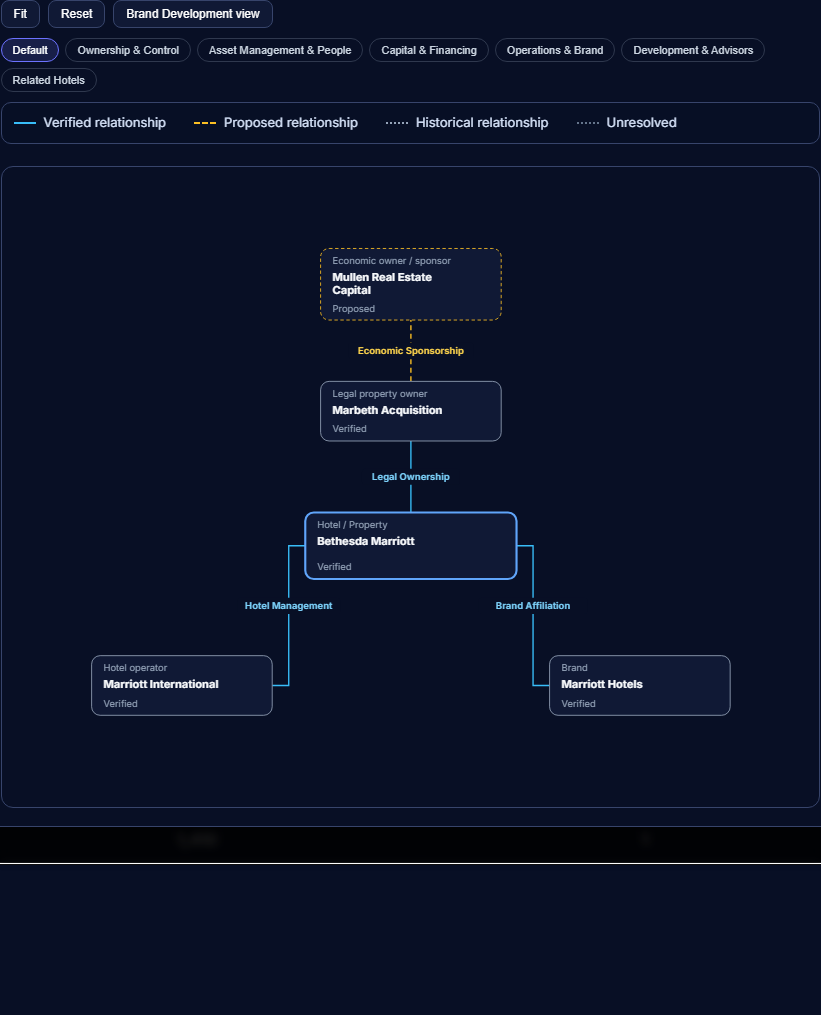 Fit
Reset
Brand Development view
Default
Ownership & Control
Asset Management & People
Capital & Financing
Operations & Brand
Development & Advisors
Related Hotels
Verified relationship
Proposed relationship
Historical relationship
Unresolved
Economic owner / sponsor
Mullen Real Estate
Capital
Proposed
Economic Sponsorship
Legal property owner
Marbeth Acquisition
Verified
Legal Ownership
Hotel / Property
Bethesda Marriott
Verified
Hotel Management
Brand Affiliation
Hotel operator
Marriott International
Verified
Brand
Marriott Hotels
Verified